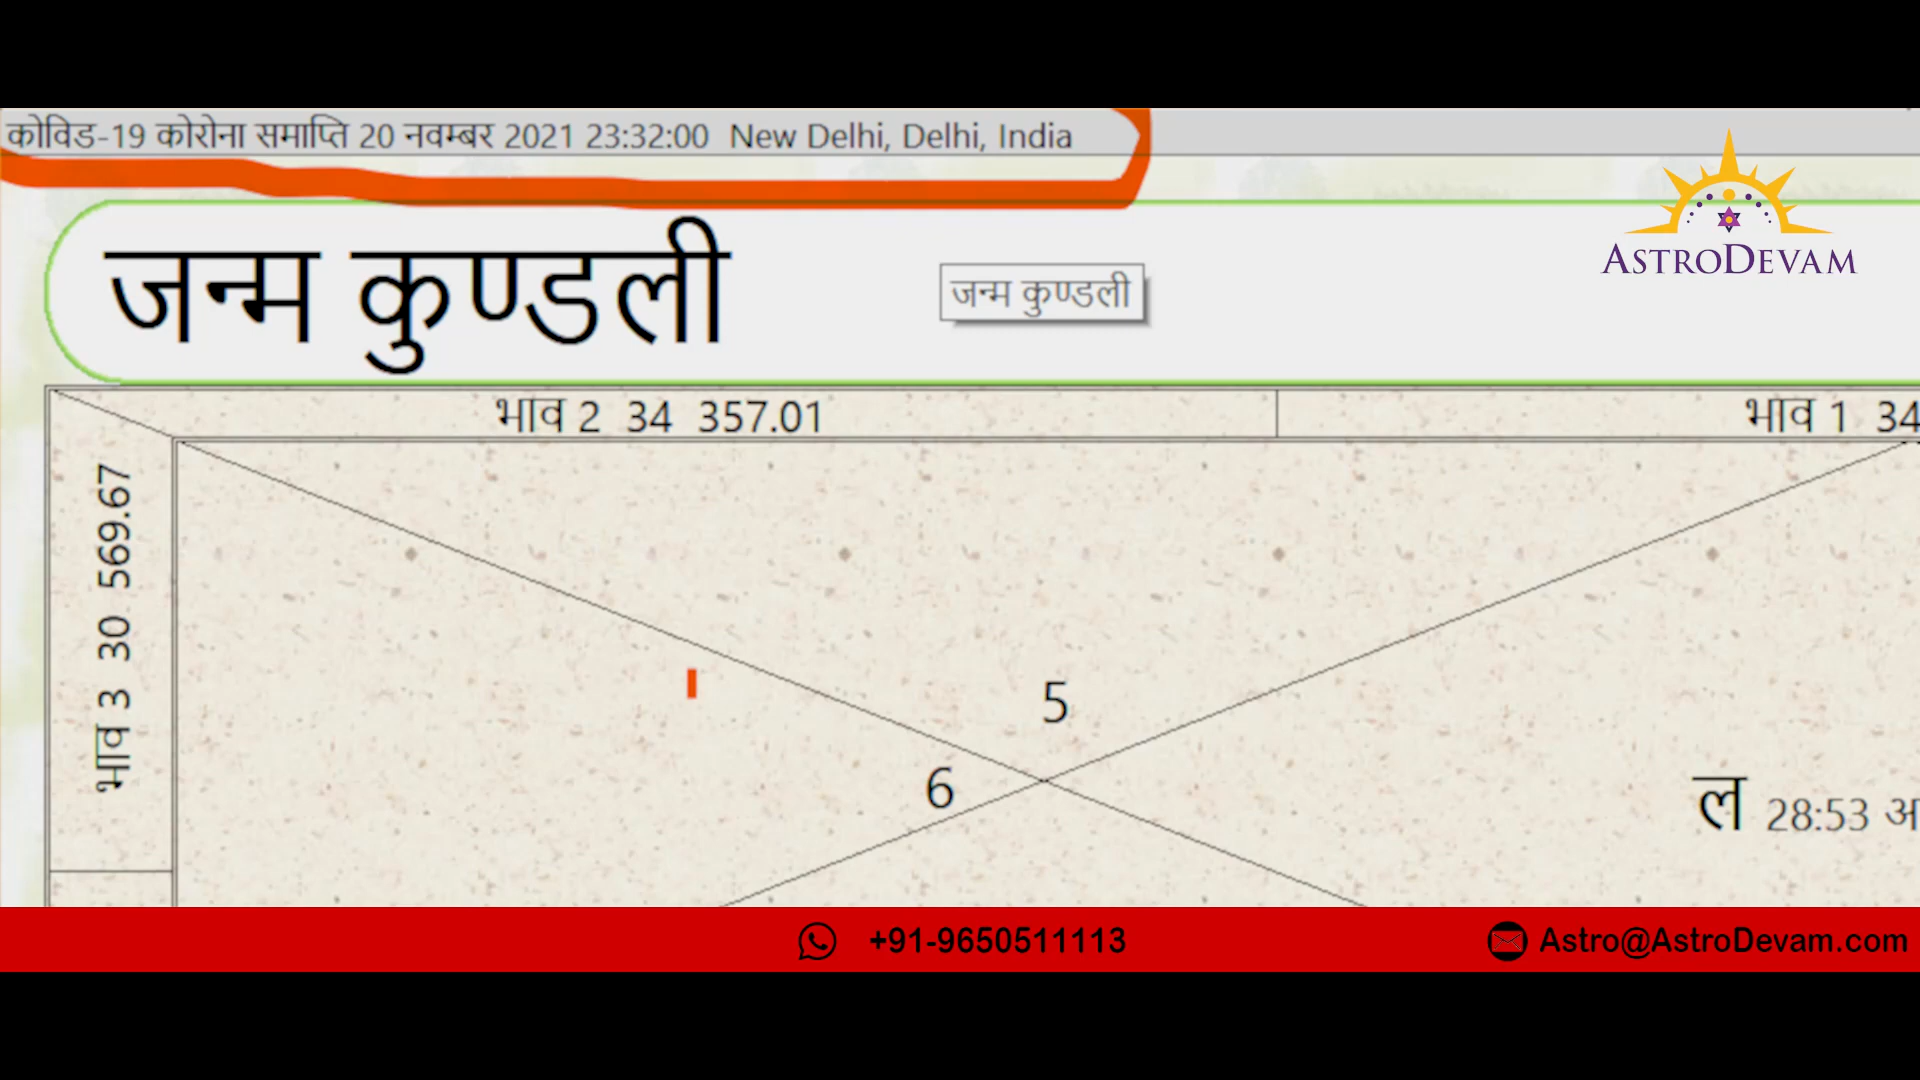 कोविड-19 कोरोना समाप्ति 20 नवम्बर 2021 23:32:00 New Delhi, Delhi, India
ASTRODEVAM
जन्म कुण्डली
जन्म कुण्डली
भाव 2 34 357.01
भाव 1 34
भाव 3 30 569.67
5
6
ल 28:53
+91-9650511113
Astro@AstroDevam.com